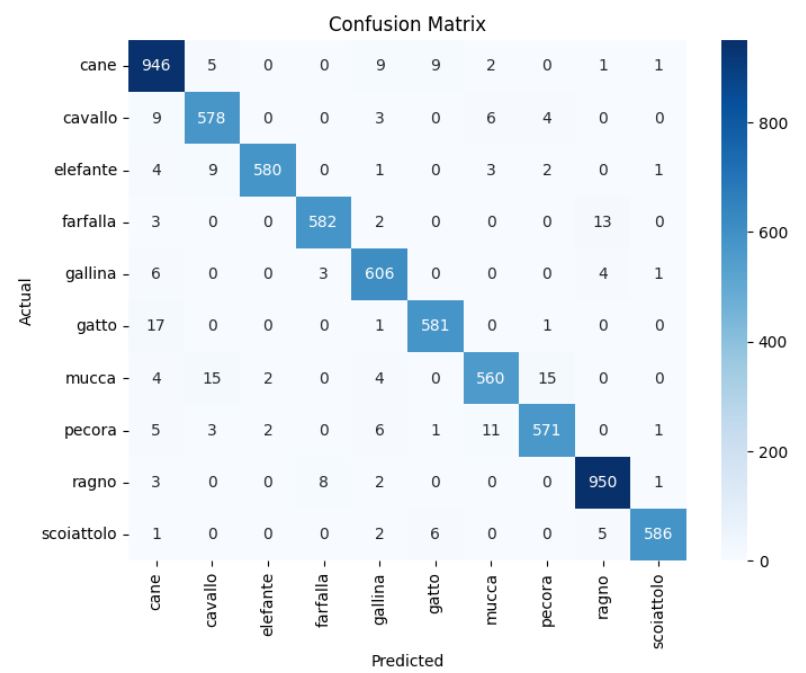 Confusion Matrix
cane 946 5 0 0 9 9 2 0 1 1
cavallo 9 578 0 0 3 6 4 0 0
elefante 4 9 580 0 1 3 2 0 1
farfalla 3 0 0 582 2 0 0 0 13 0
gallina 6 0 0 3 606 0 0 0 4 1
gatto 17 0 0 0 1 581 0 1 0 0
mucca 4 15 2 0 4 0 560 15 0 0
pecora 5 3 2 0 6 1 11 571 0 1
ragno 3 0 0 8 2 0 0 0 950 1
scoiattolo 1 0 0 0 2 6 0 0 5 586
Actual
cane cavallo elefante farfalla gallina gatto mucca pecora ragno scoiattolo
Predicted
800
600
400
200
0